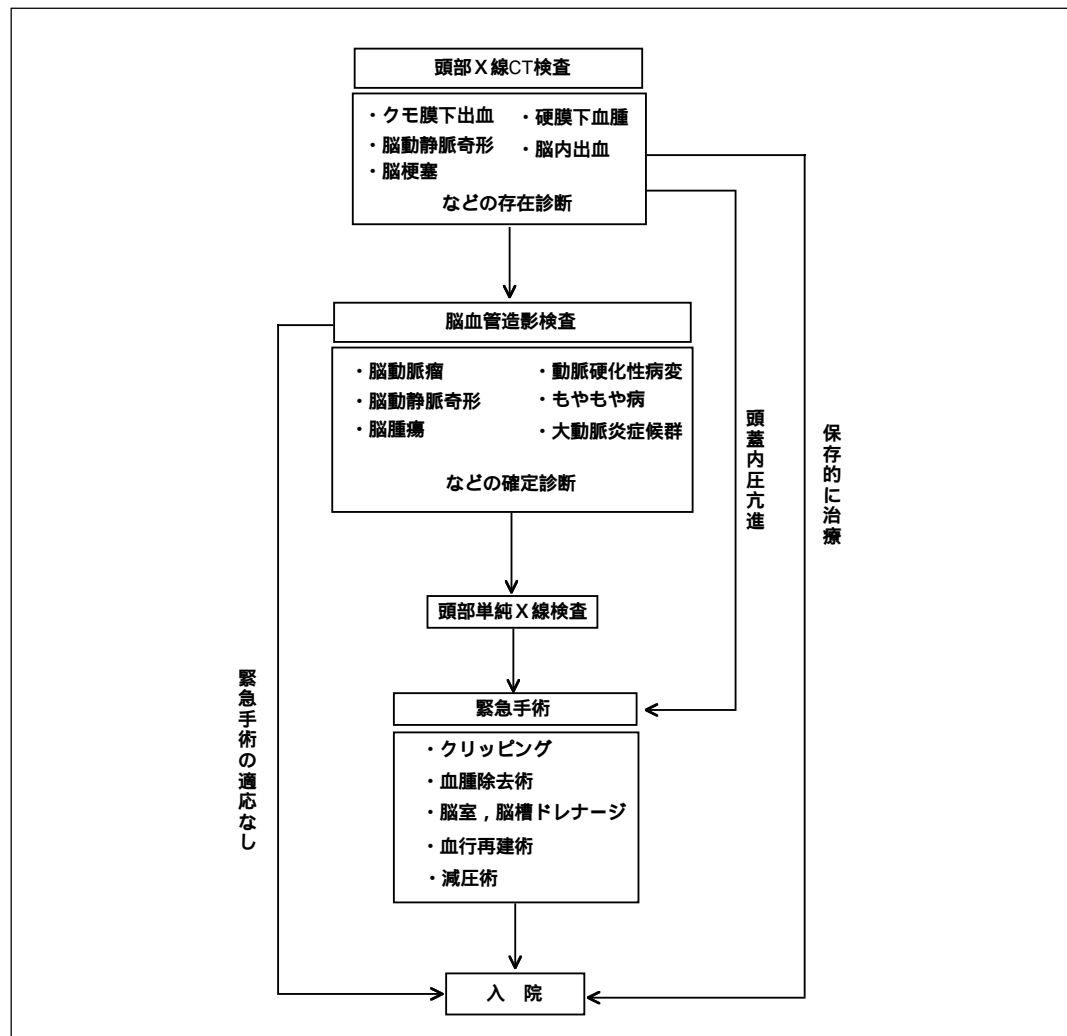 頭部X線CT検査
・クモ膜下出血 ・硬膜下血腫
・脳動静脈奇形 ・脳内出血
・脳梗塞
などの存在診断
脳血管造影検査
・脳動脈瘤 ・動脈硬化性病変
・脳動静脈奇形 ・もやもや病
・脳腫瘍 ・大動脈炎症候群
などの確定診断
頭蓋内圧亢進
保存的に治療
頭部単純X線検査
緊急手術の適応なし
緊急手術
・クリッピング
・血腫除去術
・脳室，脳槽ドレナージ
・血行再建術
・減圧術
入 院